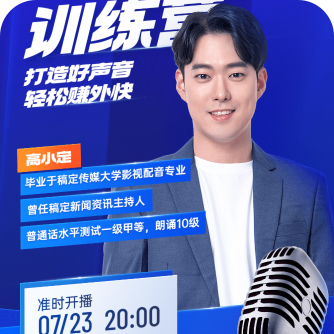 训练营
打造好声音
轻松赚外快
高小定
毕业于稿定传媒大学影视配音专业
曾任稿定新闻资讯主持人
普通话水平测试一级甲等，朗诵10级
准时开播
07/23 20:00